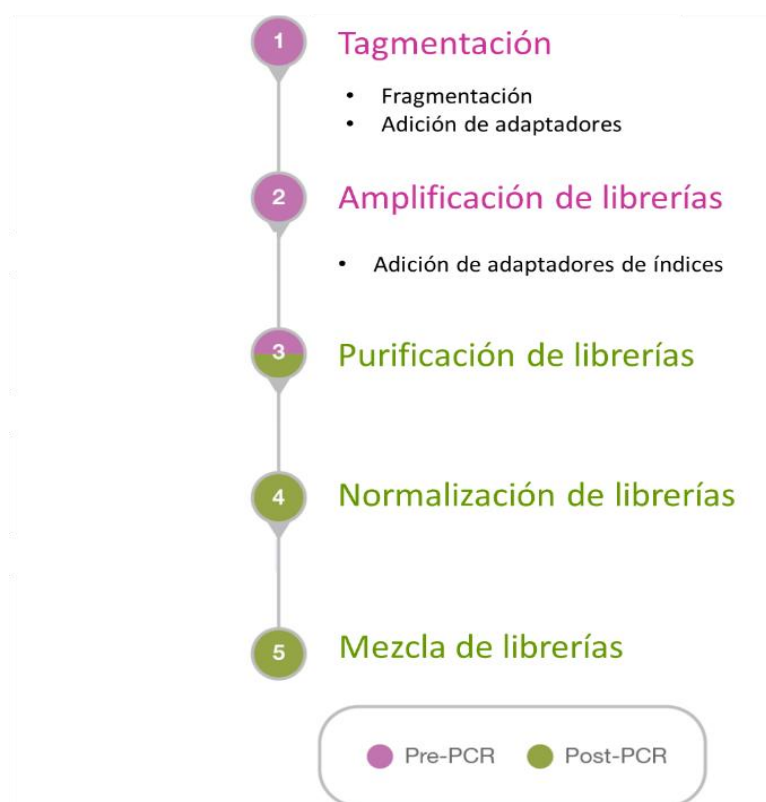 1 Tagmentación
• Fragmentación
• Adición de adaptadores
2 Amplificación de librerías
• Adición de adaptadores de índices
3 Purificación de librerías
4 Normalización de librerías
5 Mezcla de librerías
Pre-PCR Post-PCR